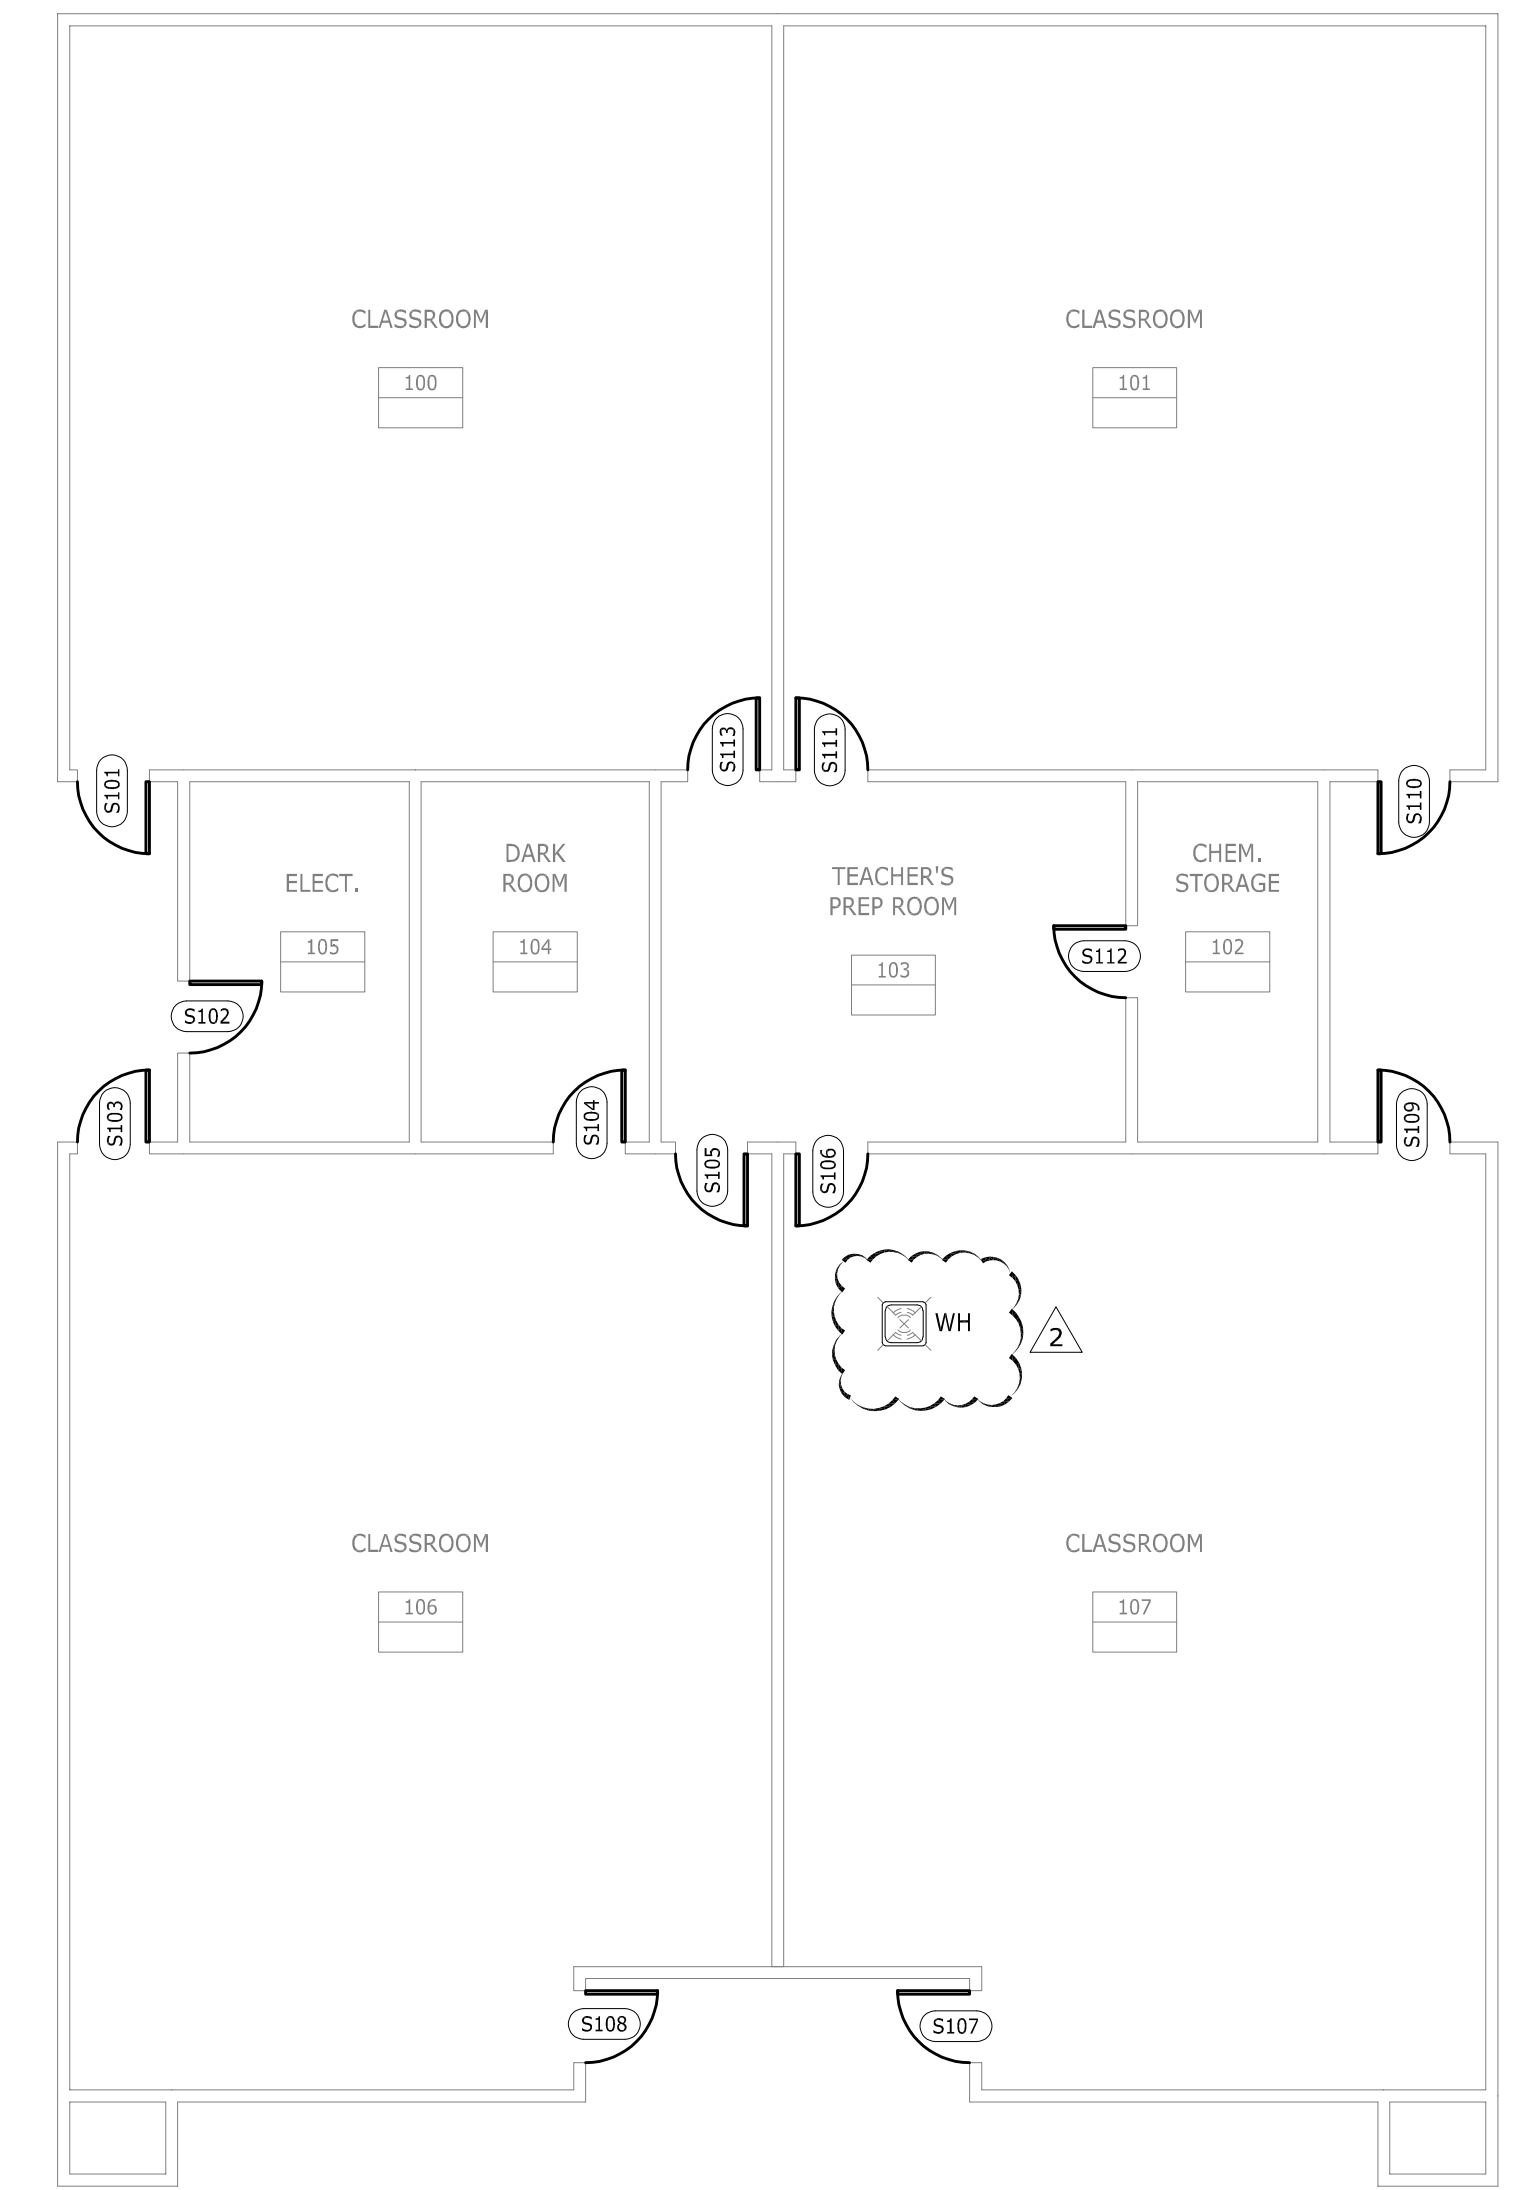 CLASSROOM
100
CLASSROOM
101
S113
S111
S101
S110
ELECT.
105
DARK
ROOM
104
TEACHER'S
PREP ROOM
103
CHEM.
STORAGE
102
S112
S102
S103
S104
S109
S105
S106
WH
2
CLASSROOM
106
CLASSROOM
107
S108
S107